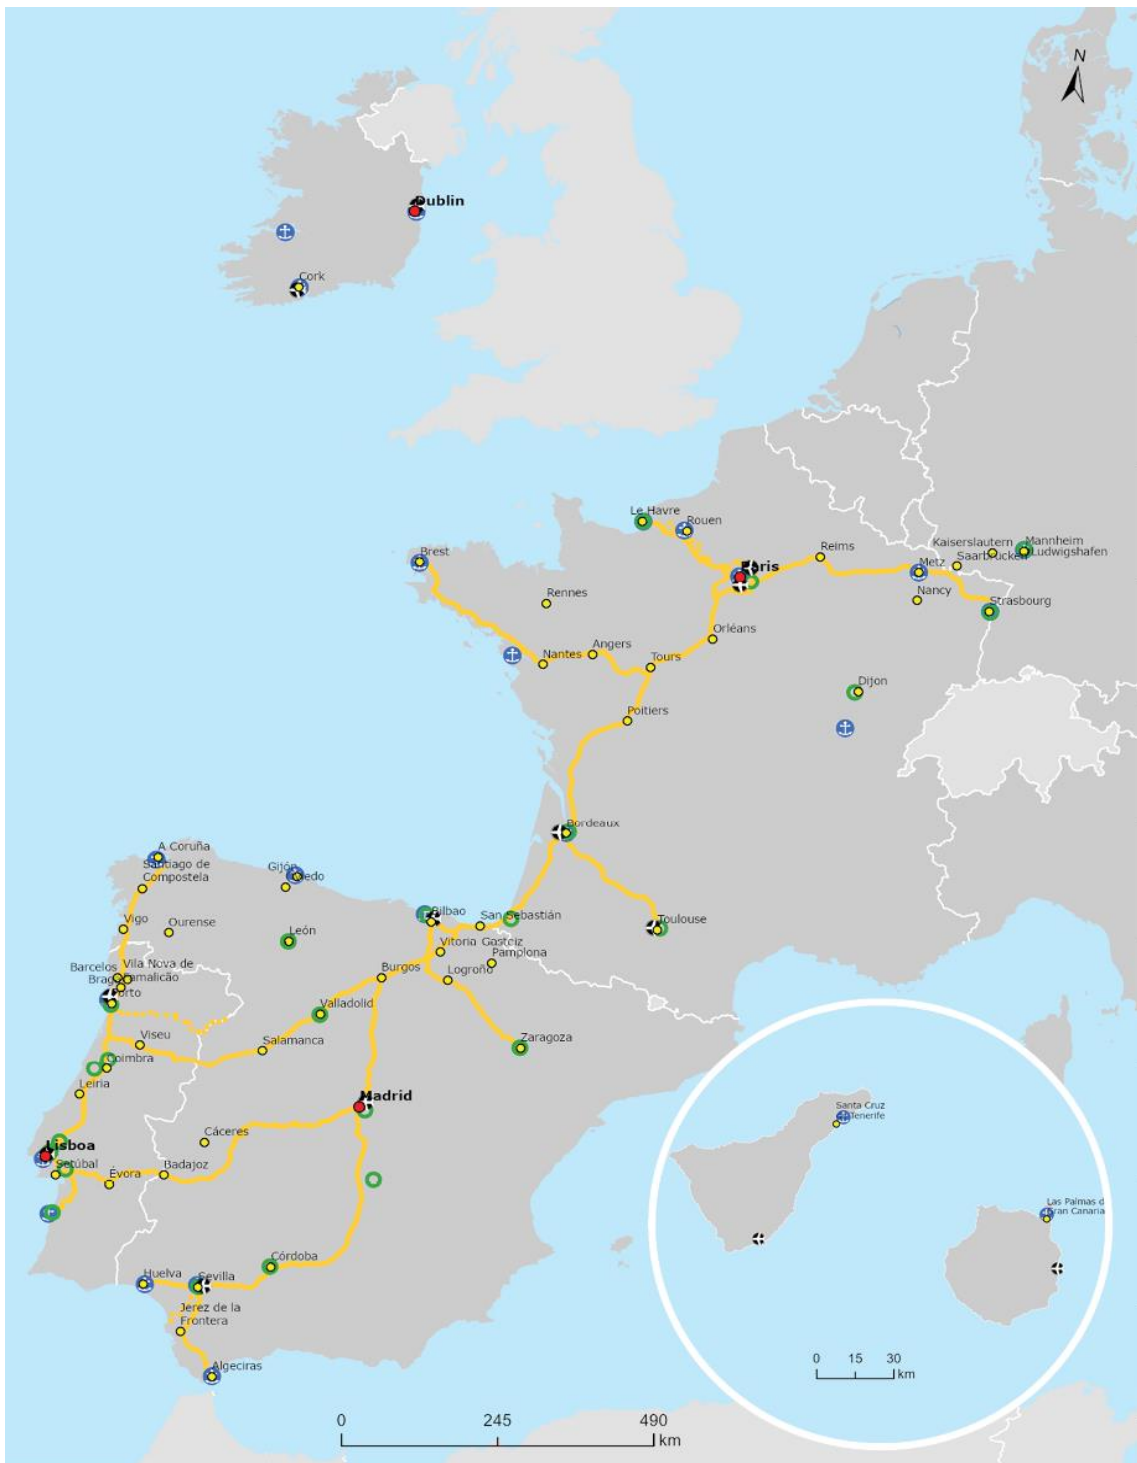 N
Dublin
Cork
Le Havre
Rouen
Brest
Paris
Reims
Kaiserslautern
Mannheim
Ludwigshafen
Saarbrücken
Metz
Nancy
Strasbourg
Rennes
Orléans
Angers
Nantes
Tours
Dijon
Poitiers
Bordeaux
A Coruña
Santiago de
Compostela
Gijón
Vigo
Ourense
León
Bilbao
San Sebastián
Toulouse
Vitoria Gasteiz
Pamplona
Barcelos
Vila Nova de
Famalicão
Burgos
Logroño
Porto
Valladolid
Viseu
Salamanca
Zaragoza
Coimbra
Leiria
Madrid
Cáceres
Lisboa
Setúbal
Évora
Badajoz
Santa Cruz
Tenerife
Las Palmas d
Gran Canaria
Córdoba
Huelva
Sevilla
Jerez de la
Frontera
Algeciras
0 15 30
km
0 245 490
km